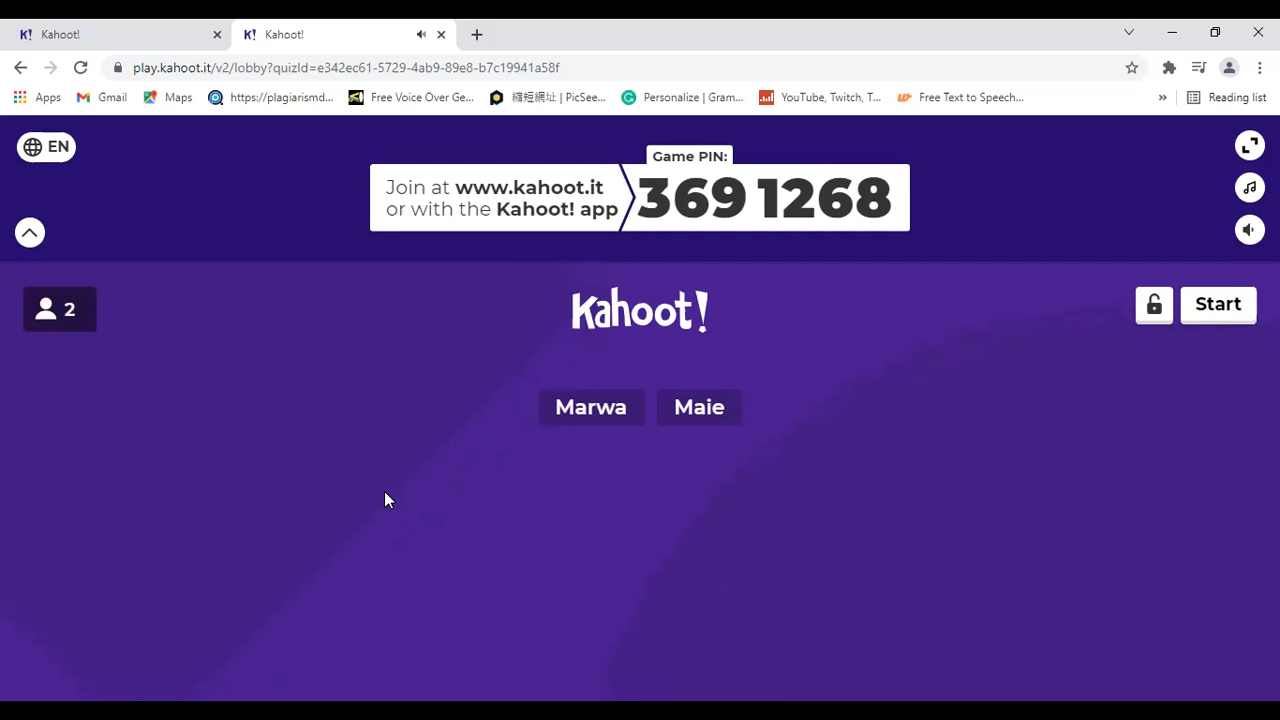 Kahoot!
Kahoot!
play.kahoot.it/v2/lobby?quizId=e342ec61-5729-4ab9-89e8-b7c19941a58f
Apps
Gmail
Maps
https://plagiarismd...
Free Voice Over Ge...
縮短網址 | PicSee...
Personalize | Gram...
YouTube, Twitch, T...
Free Text to Speech...
»
Reading list
EN
Game PIN:
Join at www.kahoot.it
or with the Kahoot! app
369 1268
2
Kahoot!
Start
Marwa
Maie